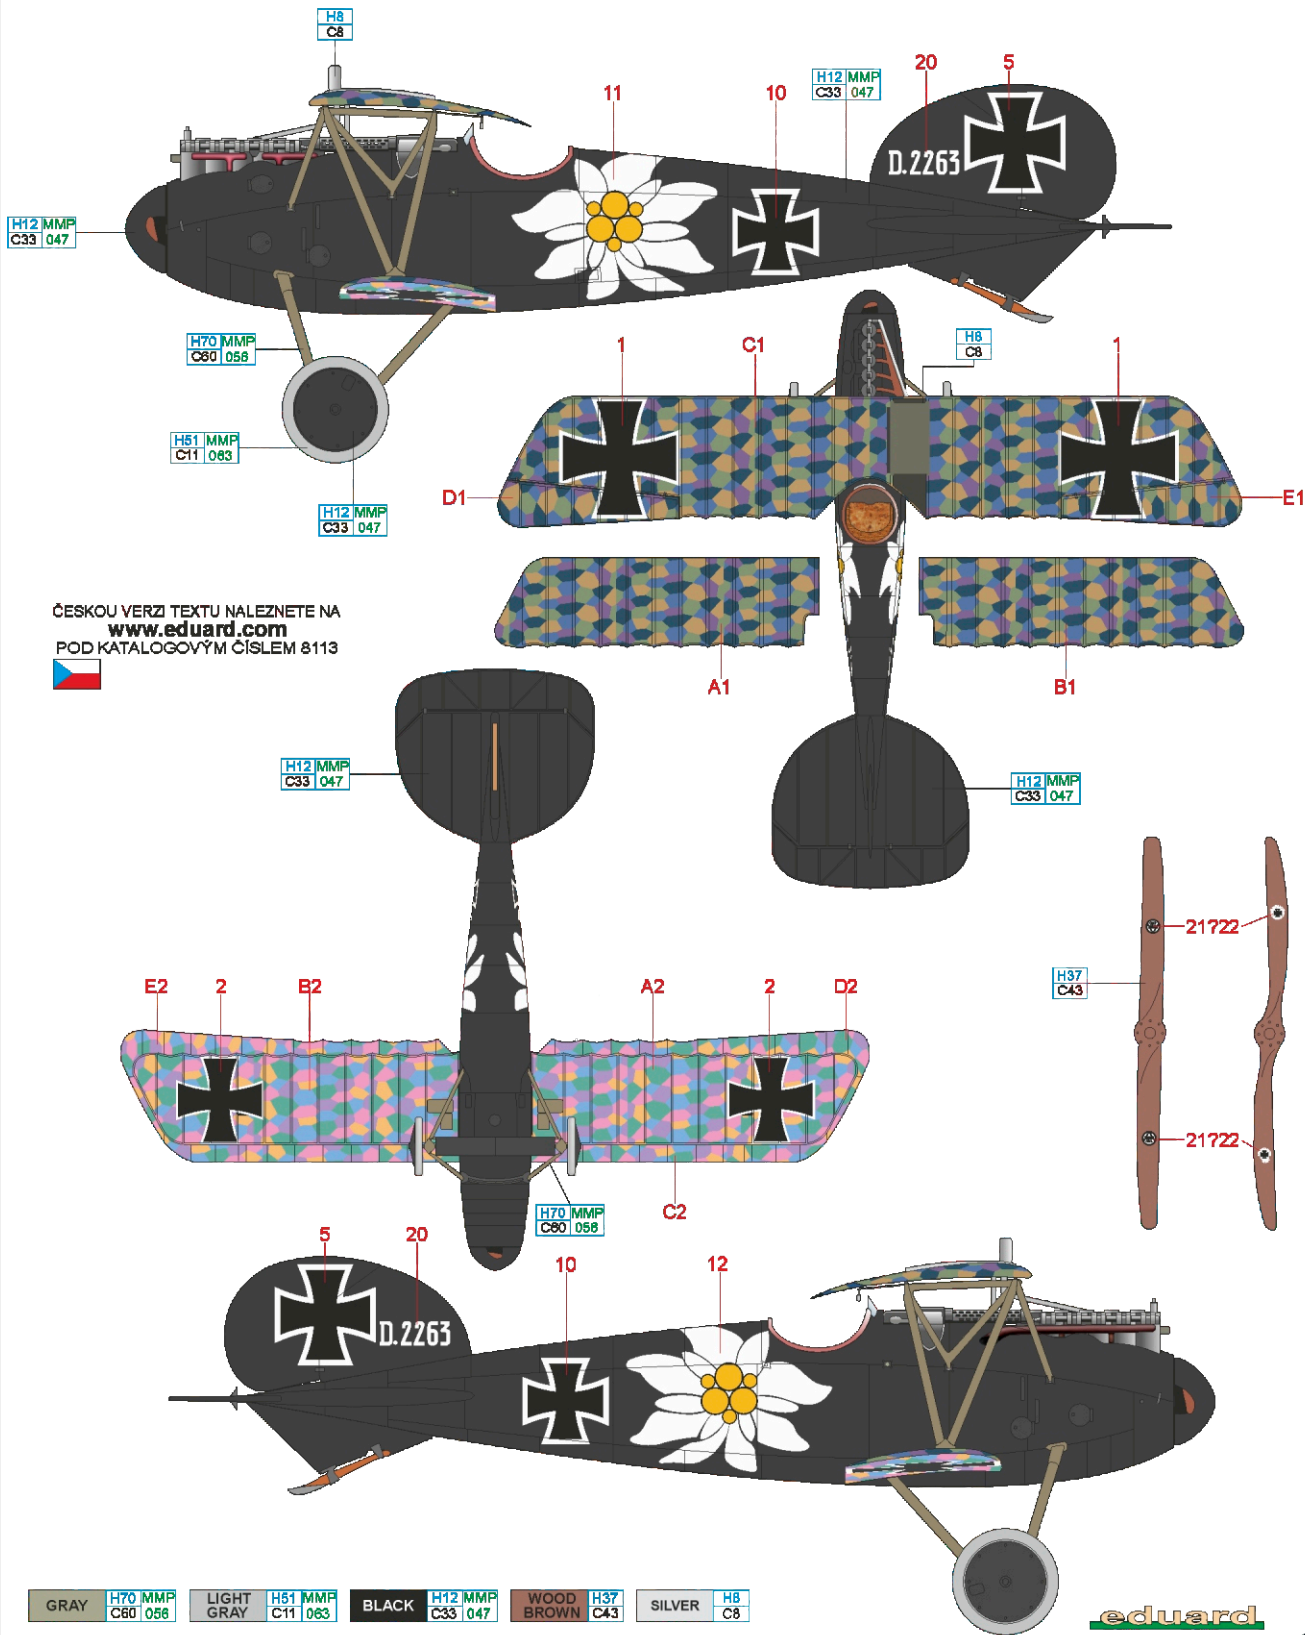 H8
C8
11
10
H12 MMP
C33 047
20
5
D.2263
H12 MMP
C33 047
H70 MMP
C60 056
H51 MMP
C11 063
H12 MMP
C33 047
1
C1
H8
C8
1
D1
E1
ČESKOU VERZI TEXTU NALEZNETE NA
www.eduard.com
POD KATALOGOVÝM ČÍSLEM 8113
A1
B1
H12 MMP
C33 047
H12 MMP
C33 047
21?22
H37
C43
E2
2
B2
A2
2
D2
21?22
C2
H70 MMP
C60 056
5
20
D.2263
10
12
GRAY
H70 MMP
C60 056
LIGHT
GRAY
H51 MMP
C11 063
BLACK
H12 MMP
C33 047
WOOD
BROWN
H37
C43
SILVER
H8
C8
eduard